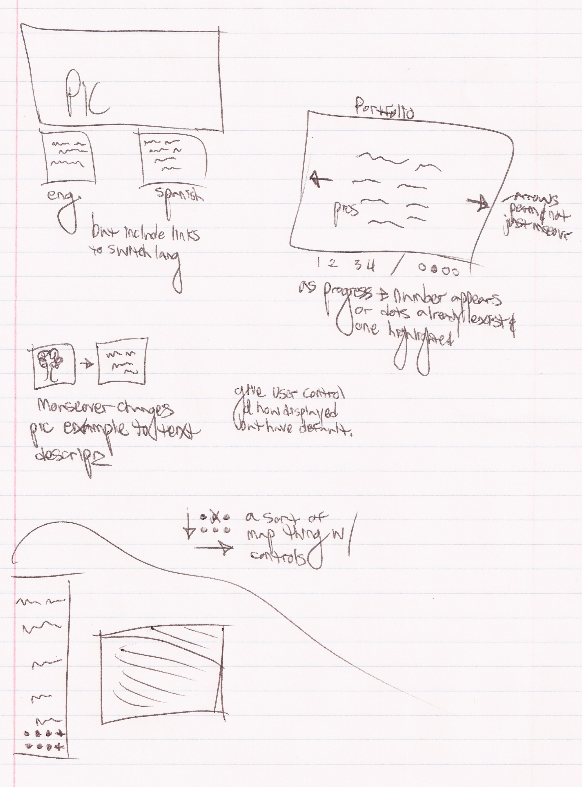 PIC
eng
spanish
but include links
to switch lang
Portfolio
pics
arrows
perm & not
just mouseover
1 2 3 4 /
as progress → number appears
or dots already exist &
one highlighted
Mouseover changes
pic example to text
descrip
give user control
of how displayed
but have default.
a sort of
map thing w/
controls